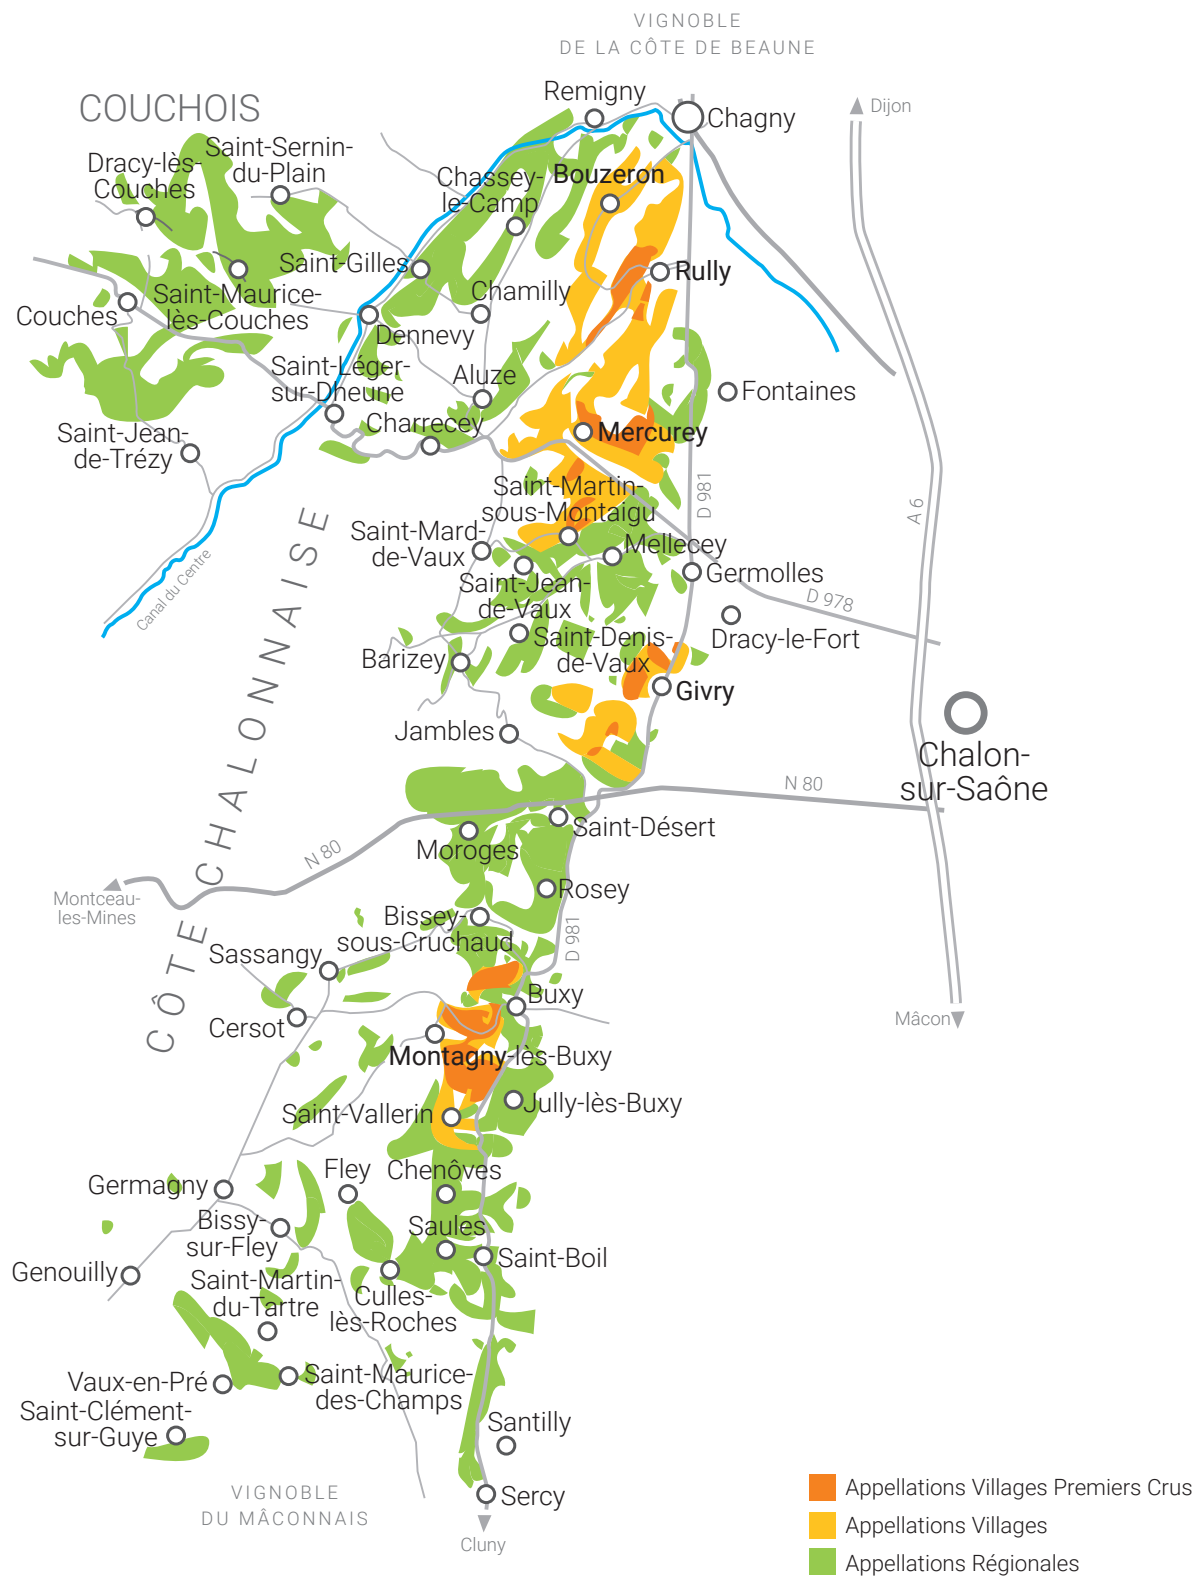 VIGNOBLE
DE LA CÔTE DE BEAUNE
COUCHOIS
Remigny
Chagny
Dijon
Saint-Sernin-
du-Plain
Dracy-lès-
Couches
Chassey-
le-Camp
Bouzeron
Saint-Gilles
Rully
Chamilly
Saint-Maurice-
lès-Couches
Couches
Dennevy
Saint-Léger-
sur-Dheune
Aluze
Fontaines
Charrecey
Mercurey
Saint-Jean-
de-Trézy
Saint-Martin-
sous-Montaigu
D 981
A 6
Saint-Mard-
de-Vaux
Mellecey
Saint-Jean-
de-Vaux
Germolles
D 978
Canal du Centre
Saint-Denis-
de-Vaux
Dracy-le-Fort
Barizey
Givry
CÔTE CHALONNAISE
Jambles
Chalon-
sur-Saône
N 80
Saint-Désert
Moroges
N 80
Montceau-
les-Mines
Rosey
Bissey-
sous-Cruchaud
D 981
Sassangy
Buxy
Cersot
Mâcon
Montagny-lès-Buxy
Jully-lès-Buxy
Saint-Vallerin
Fley
Chenôves
Germagny
Bissy-
sur-Fley
Saules
Saint-Boil
Genouilly
Saint-Martin-
du-Tartre
Culles-
lès-Roches
Vaux-en-Pré
Saint-Maurice-
des-Champs
Saint-Clément-
sur-Guye
Santilly
VIGNOBLE
DU MÂCONNAIS
Sercy
Cluny
Appellations Villages Premiers Crus
Appellations Villages
Appellations Régionales